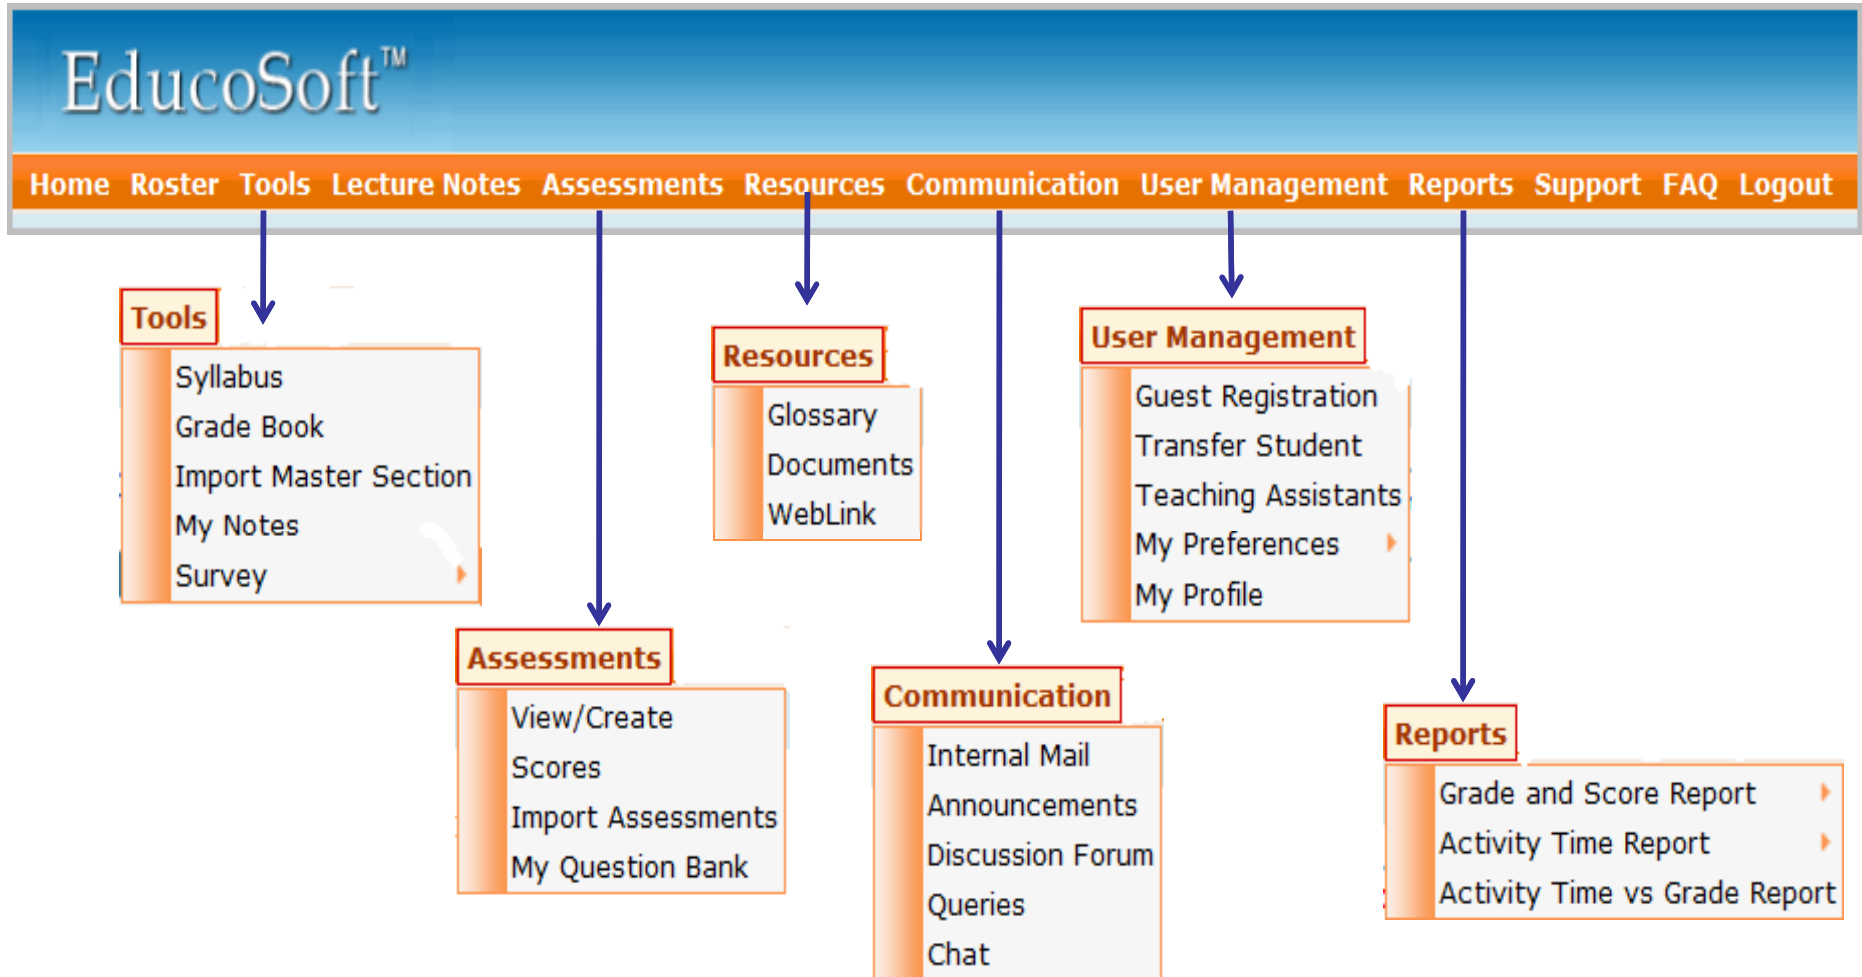 EducoSoft™
Home Roster Tools Lecture Notes Assessments Resources Communication User Management Reports Support FAQ Logout
Tools
Syllabus
Grade Book
Import Master Section
My Notes
Survey
Assessments
View/Create
Scores
Import Assessments
My Question Bank
Resources
Glossary
Documents
WebLink
Communication
Internal Mail
Announcements
Discussion Forum
Queries
Chat
User Management
Guest Registration
Transfer Student
Teaching Assistants
My Preferences
My Profile
Reports
Grade and Score Report
Activity Time Report
Activity Time vs Grade Report